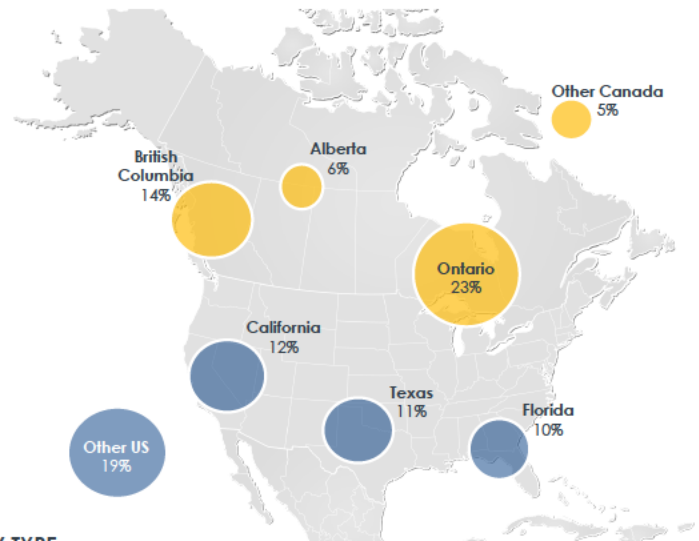 Other Canada
5%
Alberta
6%
British
Columbia
14%
Ontario
23%
California
12%
Texas
11%
Florida
10%
Other US
19%